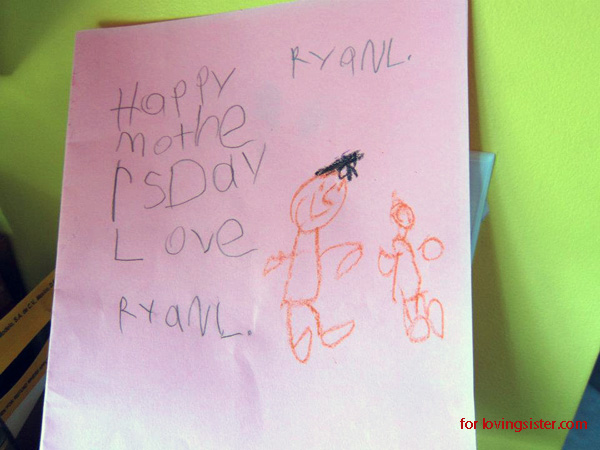 RyaNL.
Happy
mothe
rsDay
Love
RyaNL.
for lovingsister.com